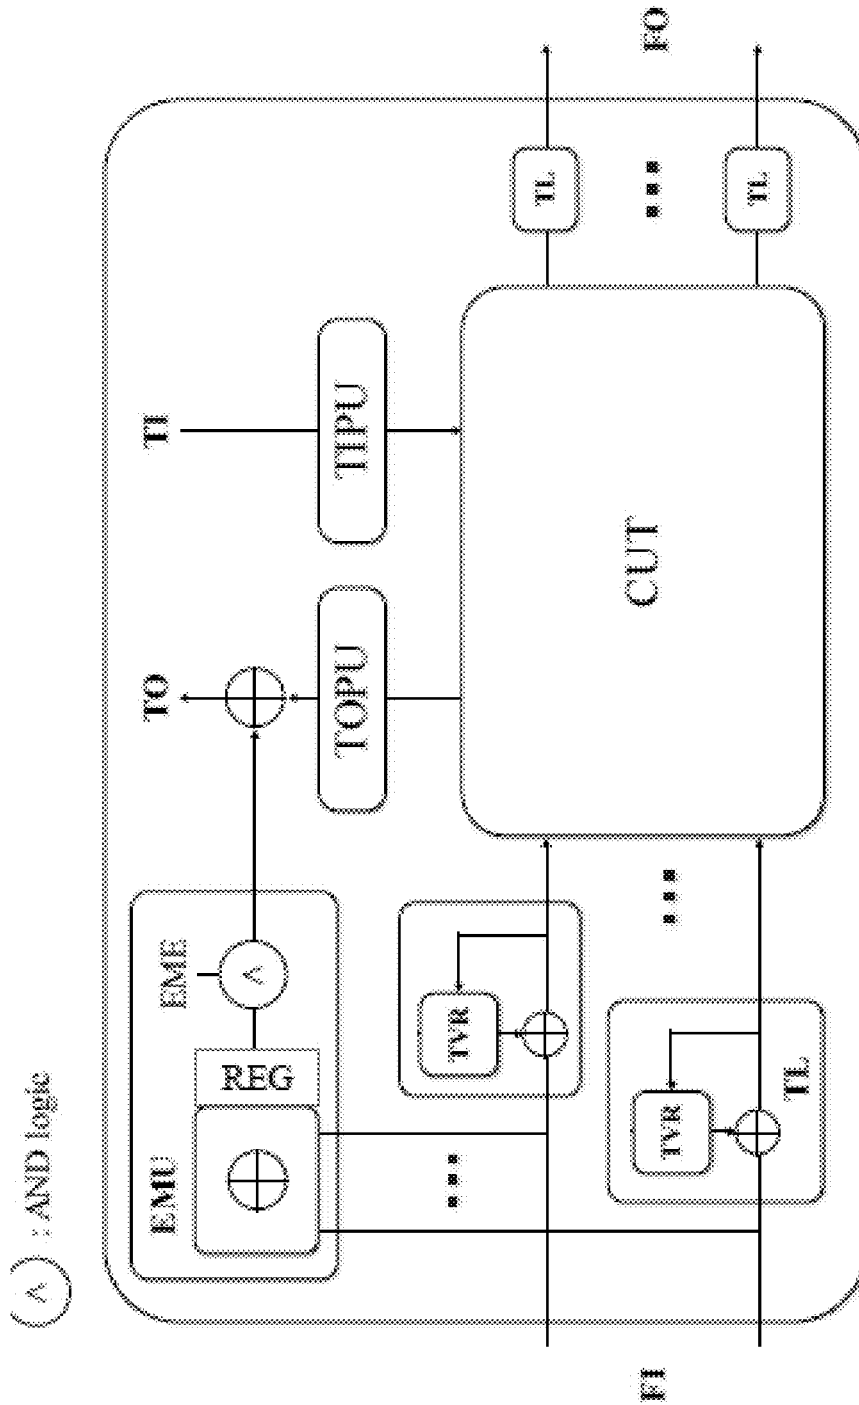 ∧ : AND logic
TO
TI
EMU
EME
∧
REG
TOPU
TIPU
TVR
TL
FI
CUT
FO
TVR
TL
TL